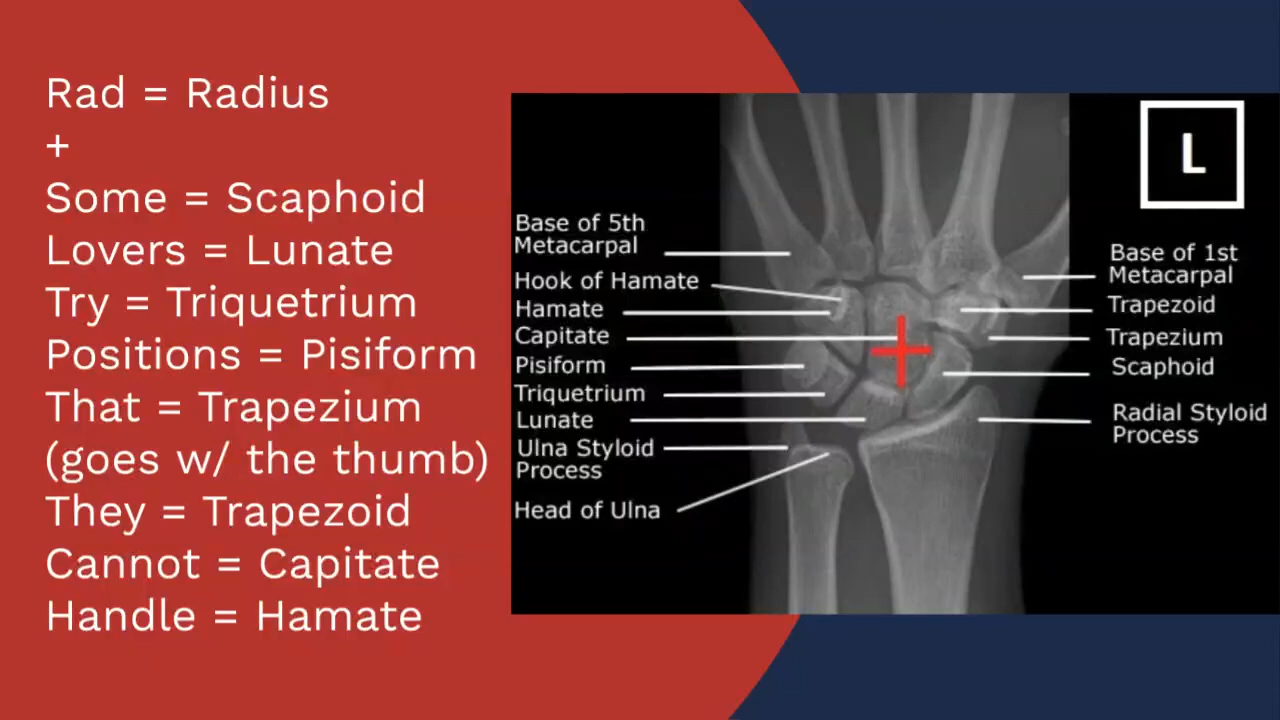 Rad = Radius
+
Some = Scaphoid
Lovers = Lunate
Try = Triquetrium
Positions = Pisiform
That = Trapezium
(goes w/ the thumb)
They = Trapezoid
Cannot = Capitate
Handle = Hamate
Base of 5th
Metacarpal
Hook of Hamate
Hamate
Capitate
Pisiform
Triquetrium
Lunate
Ulna Styloid
Process
Head of Ulna
L
Base of 1st
Metacarpal
Trapezoid
Trapezium
Scaphoid
Radial Styloid
Process